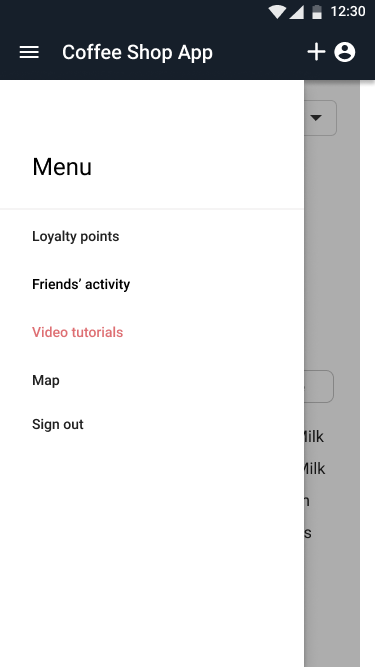 12:30
Coffee Shop App
Menu
Loyalty points
Friends’ activity
Video tutorials
Map
Sign out
Milk
Milk